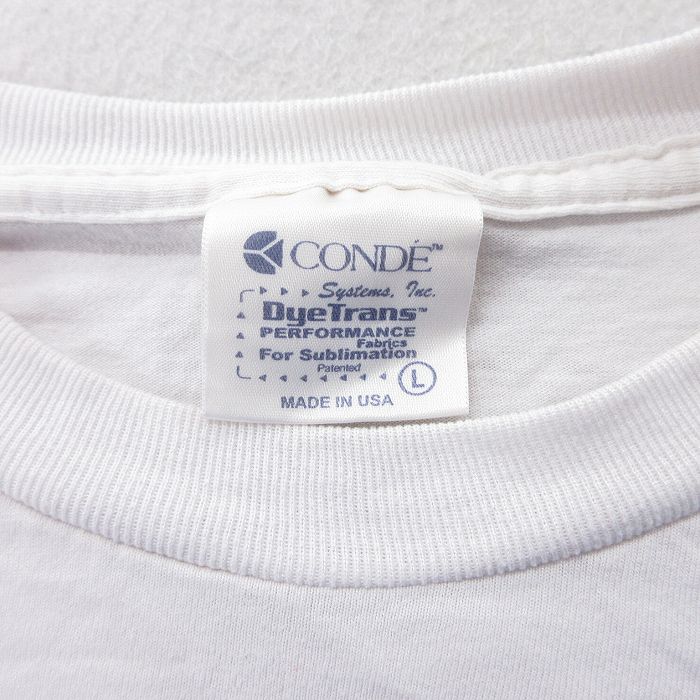 CONDÉ™
Systems, Inc.
DyeTrans™
PERFORMANCE
Fabrics
For Sublimation
Patented
L
MADE IN USA